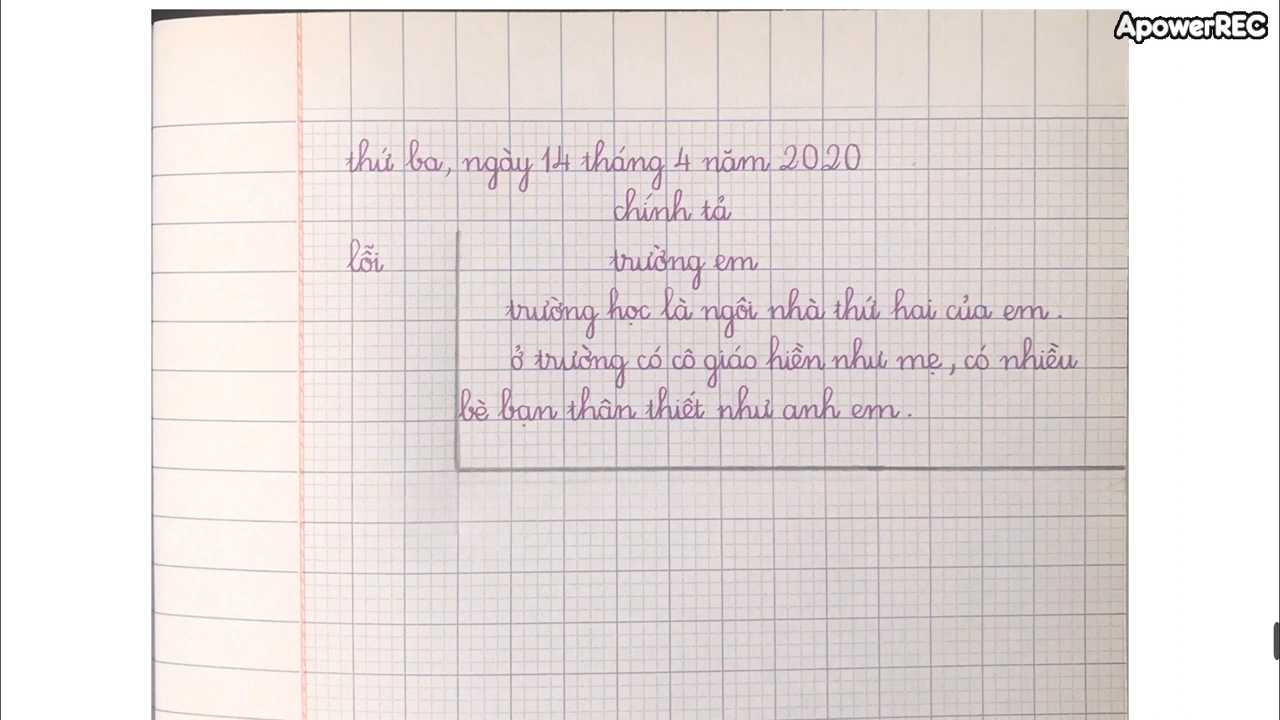 ApowerREC
thứ ba, ngày 14 tháng 4 năm 2020
chính tả
lỗi
trường em
trường học là ngôi nhà thứ hai của em.
ở trường có cô giáo hiền như mẹ, có nhiều
bè bạn thân thiết như anh em.